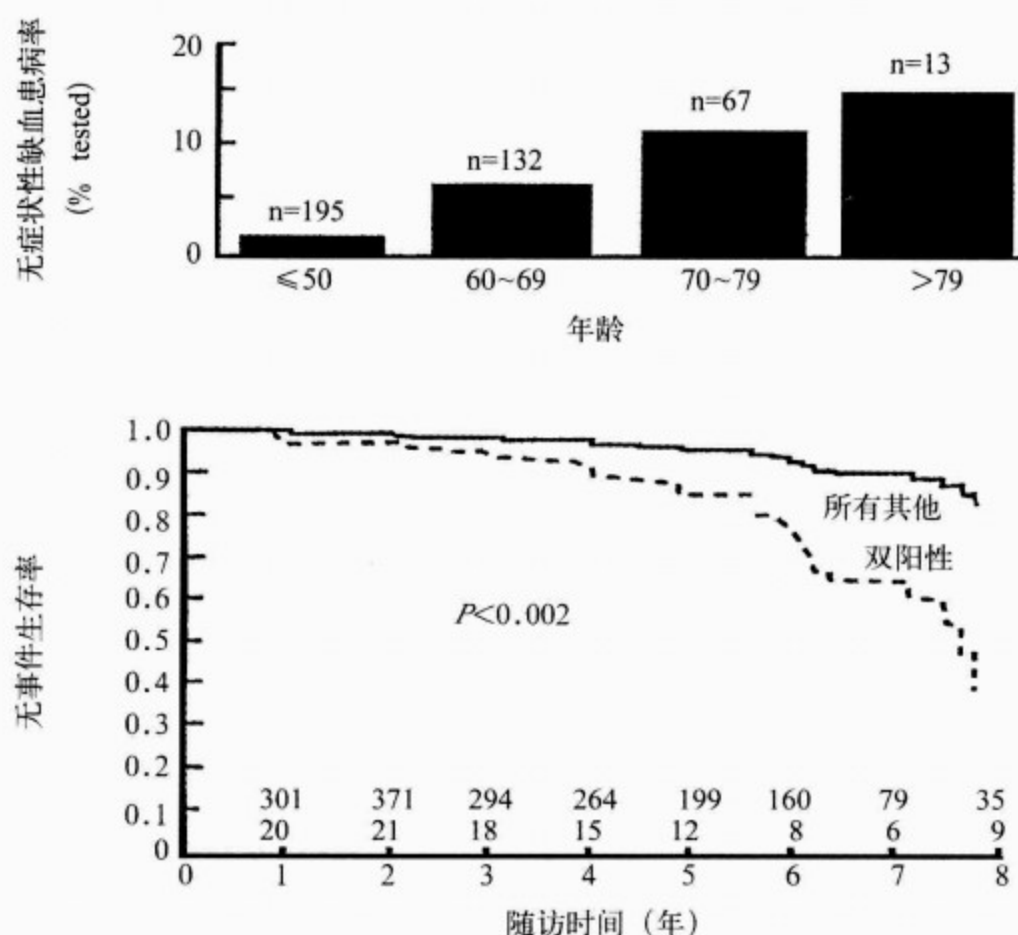 无症状性缺血患病率
(% tested)
20
10
0
n=195
n=132
n=67
n=13
≤50 60~69 70~79 >79
年龄
无事件生存率
1.0
0.9
0.8
0.7
0.6
0.5
0.4
0.3
0.2
0.1
0
所有其他
双阳性
P<0.002
301 371 294 264 199 160 79 35
20 21 18 15 12 8 6 9
0 1 2 3 4 5 6 7 8
随访时间（年）